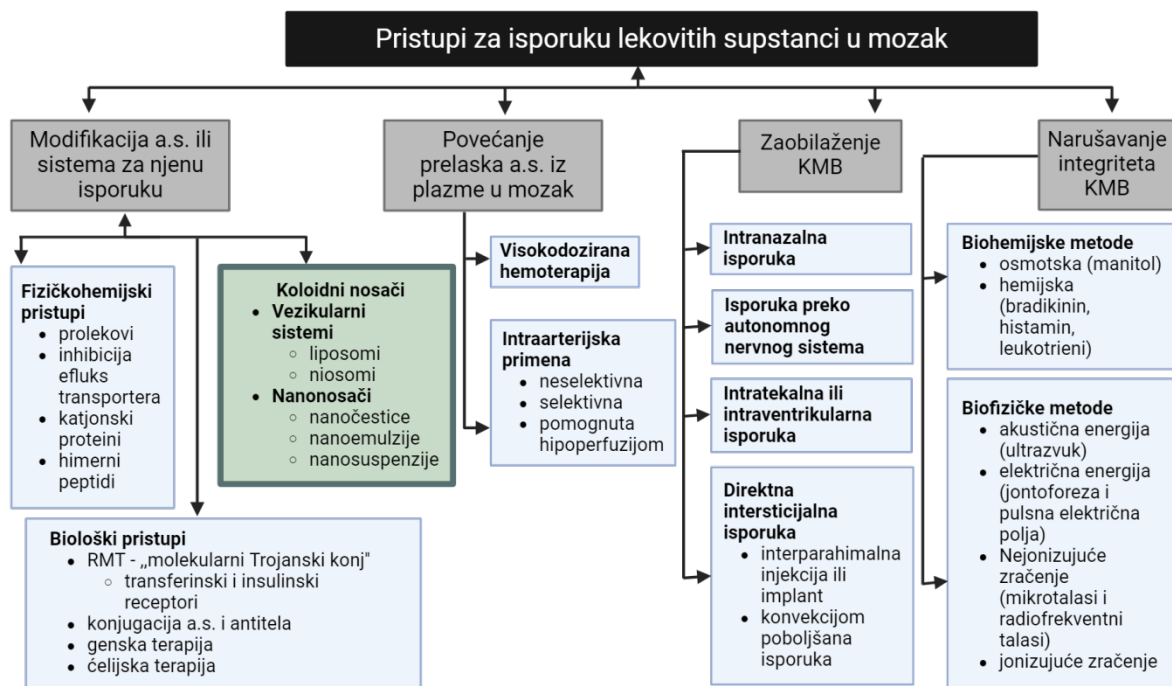 Pristupi za isporuku lekovitih supstanci u mozak
Modifikacija a.s. ili
sistema za njenu
isporuku
Povećanje
prelaska a.s. iz
plazme u mozak
Zaobilaženje
KMB
Narušavanje
integriteta
KMB
Fizičkohemijski
pristupi
• prolekovi
• inhibicija
efluks
transportera
• katjonski
proteini
• himerni
peptidi
Koloidni nosači
• Vezikularni
sistemi
○ liposomi
○ niosomi
• Nanonosači
○ nanočestice
○ nanoemulzije
○ nanosuspenzije
Biološki pristupi
• RMT - ,,molekularni Trojanski konj"
○ transferinski i insulinski
receptori
• konjugacija a.s. i antitela
• genska terapija
• ćelijska terapija
Visokodozirana
hemoterapija
Intraarterijska
primena
• neselektivna
• selektivna
• pomognuta
hipoperfuzijom
Intranazalna
isporuka
Isporuka preko
autonomnog
nervnog sistema
Intratekalna ili
intraventrikularna
isporuka
Direktna
intersticijalna
isporuka
• interparahimalna
injekcija ili
implant
• konvekcijom
poboljšana
isporuka
Biohemijske metode
• osmotska (manitol)
• hemijska
(bradikinin,
histamin,
leukotrieni)
Biofizičke metode
• akustična energija
(ultrazvuk)
• električna energija
(jontoforeza i
pulsna električna
polja)
• Nejonizujuće
zračenje
(mikrotalasi i
radiofrekventni
talasi)
• jonizujuće zračenje